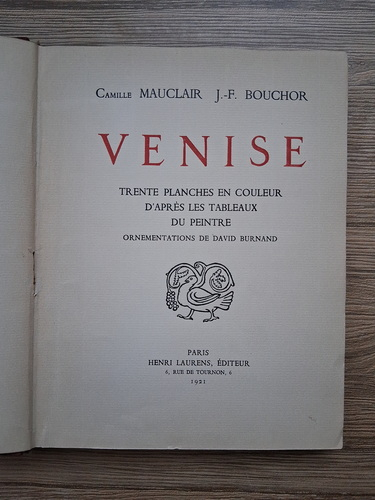 Camille MAUCLAIR J.-F. BOUCHOR
VENISE
TRENTE PLANCHES EN COULEUR
D'APRÈS LES TABLEAUX
DU PEINTRE
ORNEMENTATIONS DE DAVID BURNAND
PARIS
HENRI LAURENS, ÉDITEUR
6, RUE DE TOURNON, 6
1921